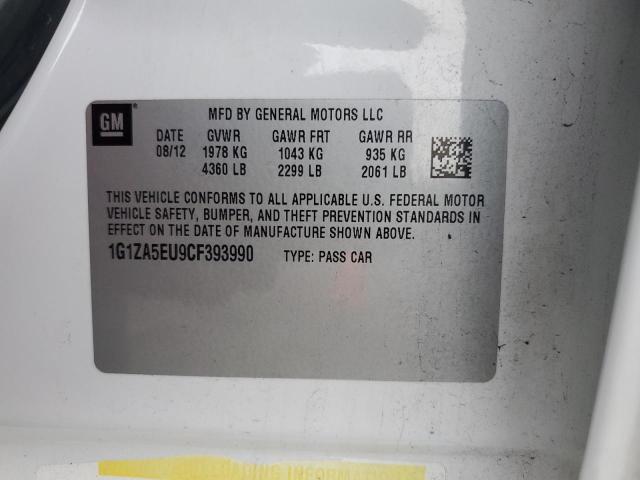 GM
MFD BY GENERAL MOTORS LLC
DATE GVWR GAWR FRT GAWR RR
08/12 1978 KG 1043 KG 935 KG
4360 LB 2299 LB 2061 LB
THIS VEHICLE CONFORMS TO ALL APPLICABLE U.S. FEDERAL MOTOR
VEHICLE SAFETY, BUMPER, AND THEFT PREVENTION STANDARDS IN
EFFECT ON THE DATE OF MANUFACTURE SHOWN ABOVE.
1G1ZA5EU9CF393990 TYPE: PASS CAR
LOADING INFORMATION